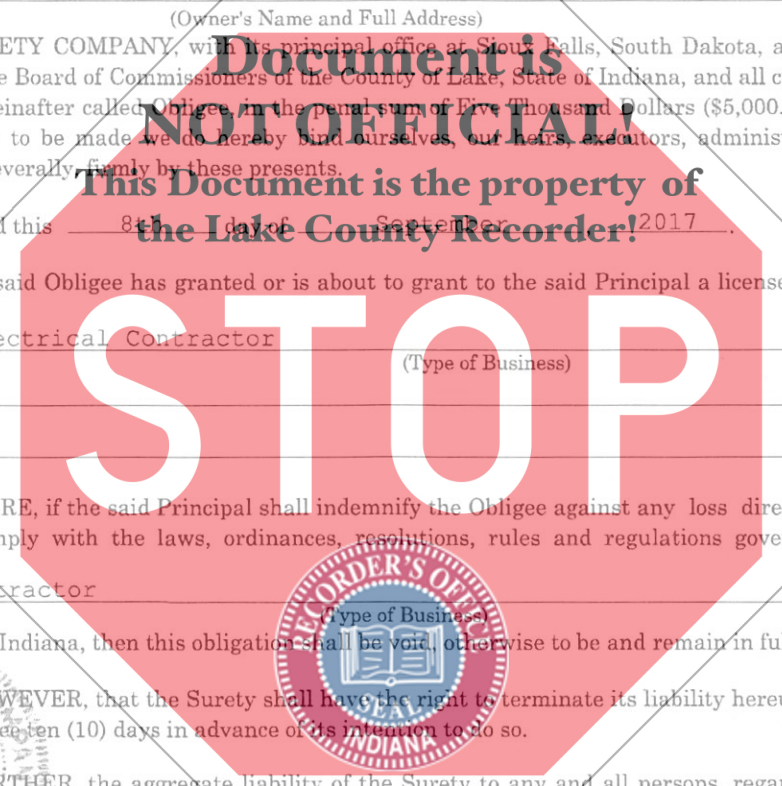 (Owner's Name and Full Address)
ETY COMPANY, with its principal office at Sioux Falls, South Dakota, a
Document is
e Board of Commissioners of the County of Lake, State of Indiana, and all c
einafter called Obligee, in the penal sum of Five Thousand Dollars ($5,000.
NOT OFFICIAL!
to be made we do hereby bind ourselves, our heirs, executors, adminis
everally, firmly by these presents.
This Document is the property of
d this 8th day of September 2017 .
the Lake County Recorder!
said Obligee has granted or is about to grant to the said Principal a license
ectrical Contractor
(Type of Business)
STOP
RE, if the said Principal shall indemnify the Obligee against any loss dire
mply with the laws, ordinances, resolutions, rules and regulations gove
RECORDER'S OFFICE
tractor
(Type of Business)
Indiana, then this obligation shall be void, otherwise to be and remain in ful
WEVER, that the Surety shall have the right to terminate its liability hereu
SEAL
ee ten (10) days in advance of its intention to do so.
INDIANA
RTHER, the aggregate liability of the Surety to any and all persons, regar